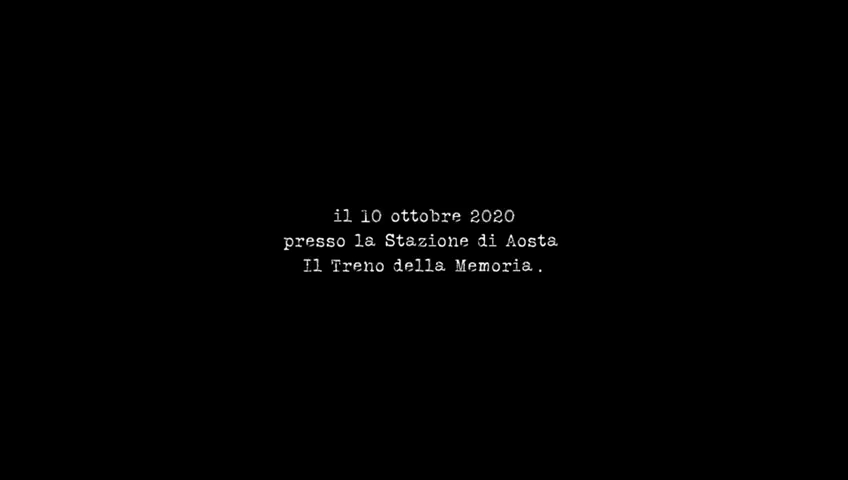 il 10 ottobre 2020
presso la Stazione di Aosta
Il Treno della Memoria.